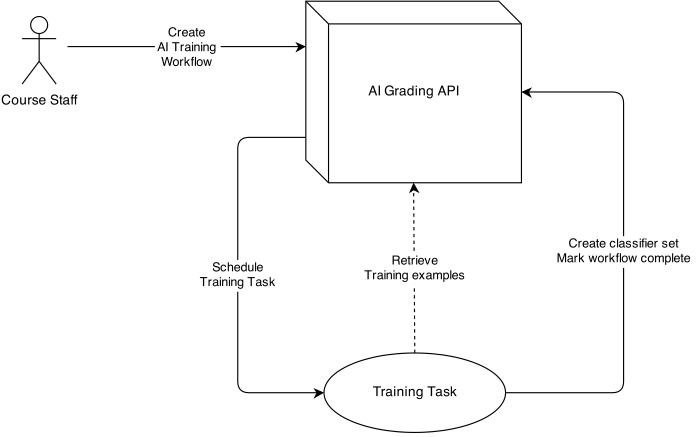 Create
AI Training
Workflow
Course Staff
AI Grading API
Schedule
Training Task
Retrieve
Training examples
Create classifier set
Mark workflow complete
Training Task